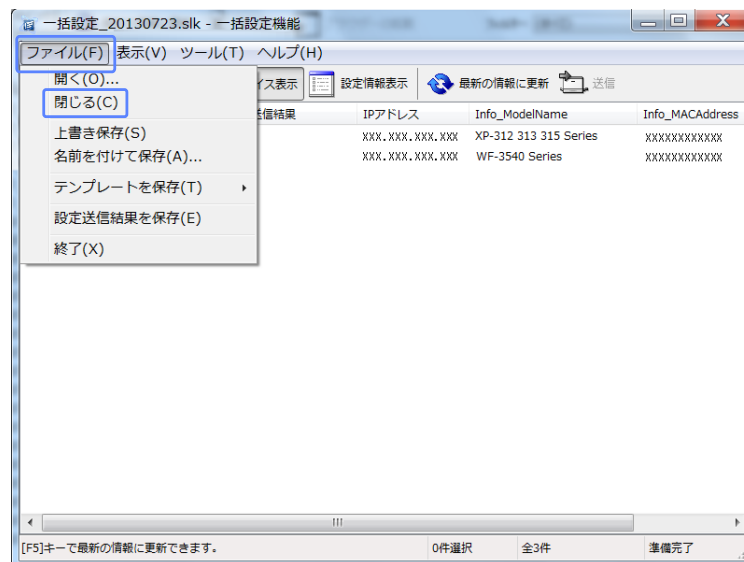 一括設定_20130723.slk - 一括設定機能
ファイル(F) 表示(V) ツール(T) ヘルプ(H)
開く(O)...
閉じる(C)
上書き保存(S)
名前を付けて保存(A)...
テンプレートを保存(T)
設定送信結果を保存(E)
終了(X)
イス表示 設定情報表示 最新の情報に更新 送信
送信結果 IPアドレス Info_ModelName Info_MACAddress
XXX.XXX.XXX.XXX XP-312 313 315 Series XXXXXXXXXXXX
XXX.XXX.XXX.XXX WF-3540 Series XXXXXXXXXXXX
[F5]キーで最新の情報に更新できます。 0件選択 全3件 準備完了